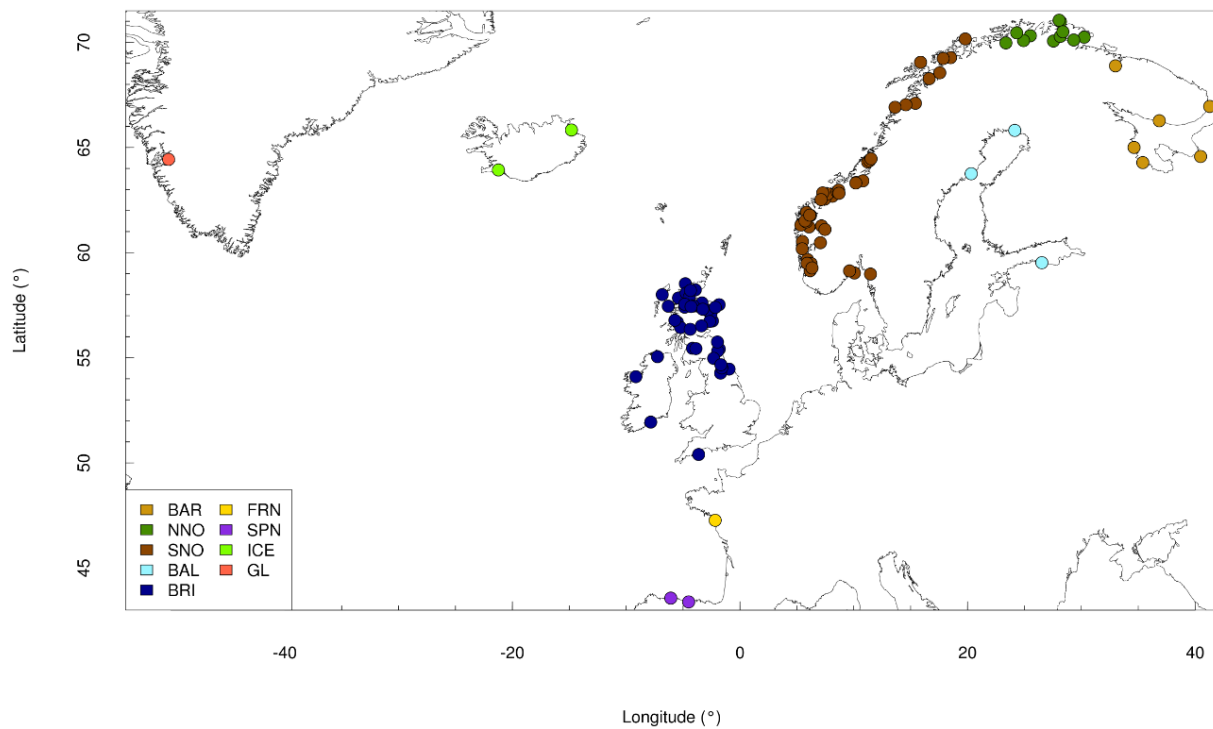 70
65
60
55
50
45
Latitude (°)
BAR FRN
NNO SPN
SNO ICE
BAL GL
BRI
-40 -20 0 20 40
Longitude (°)